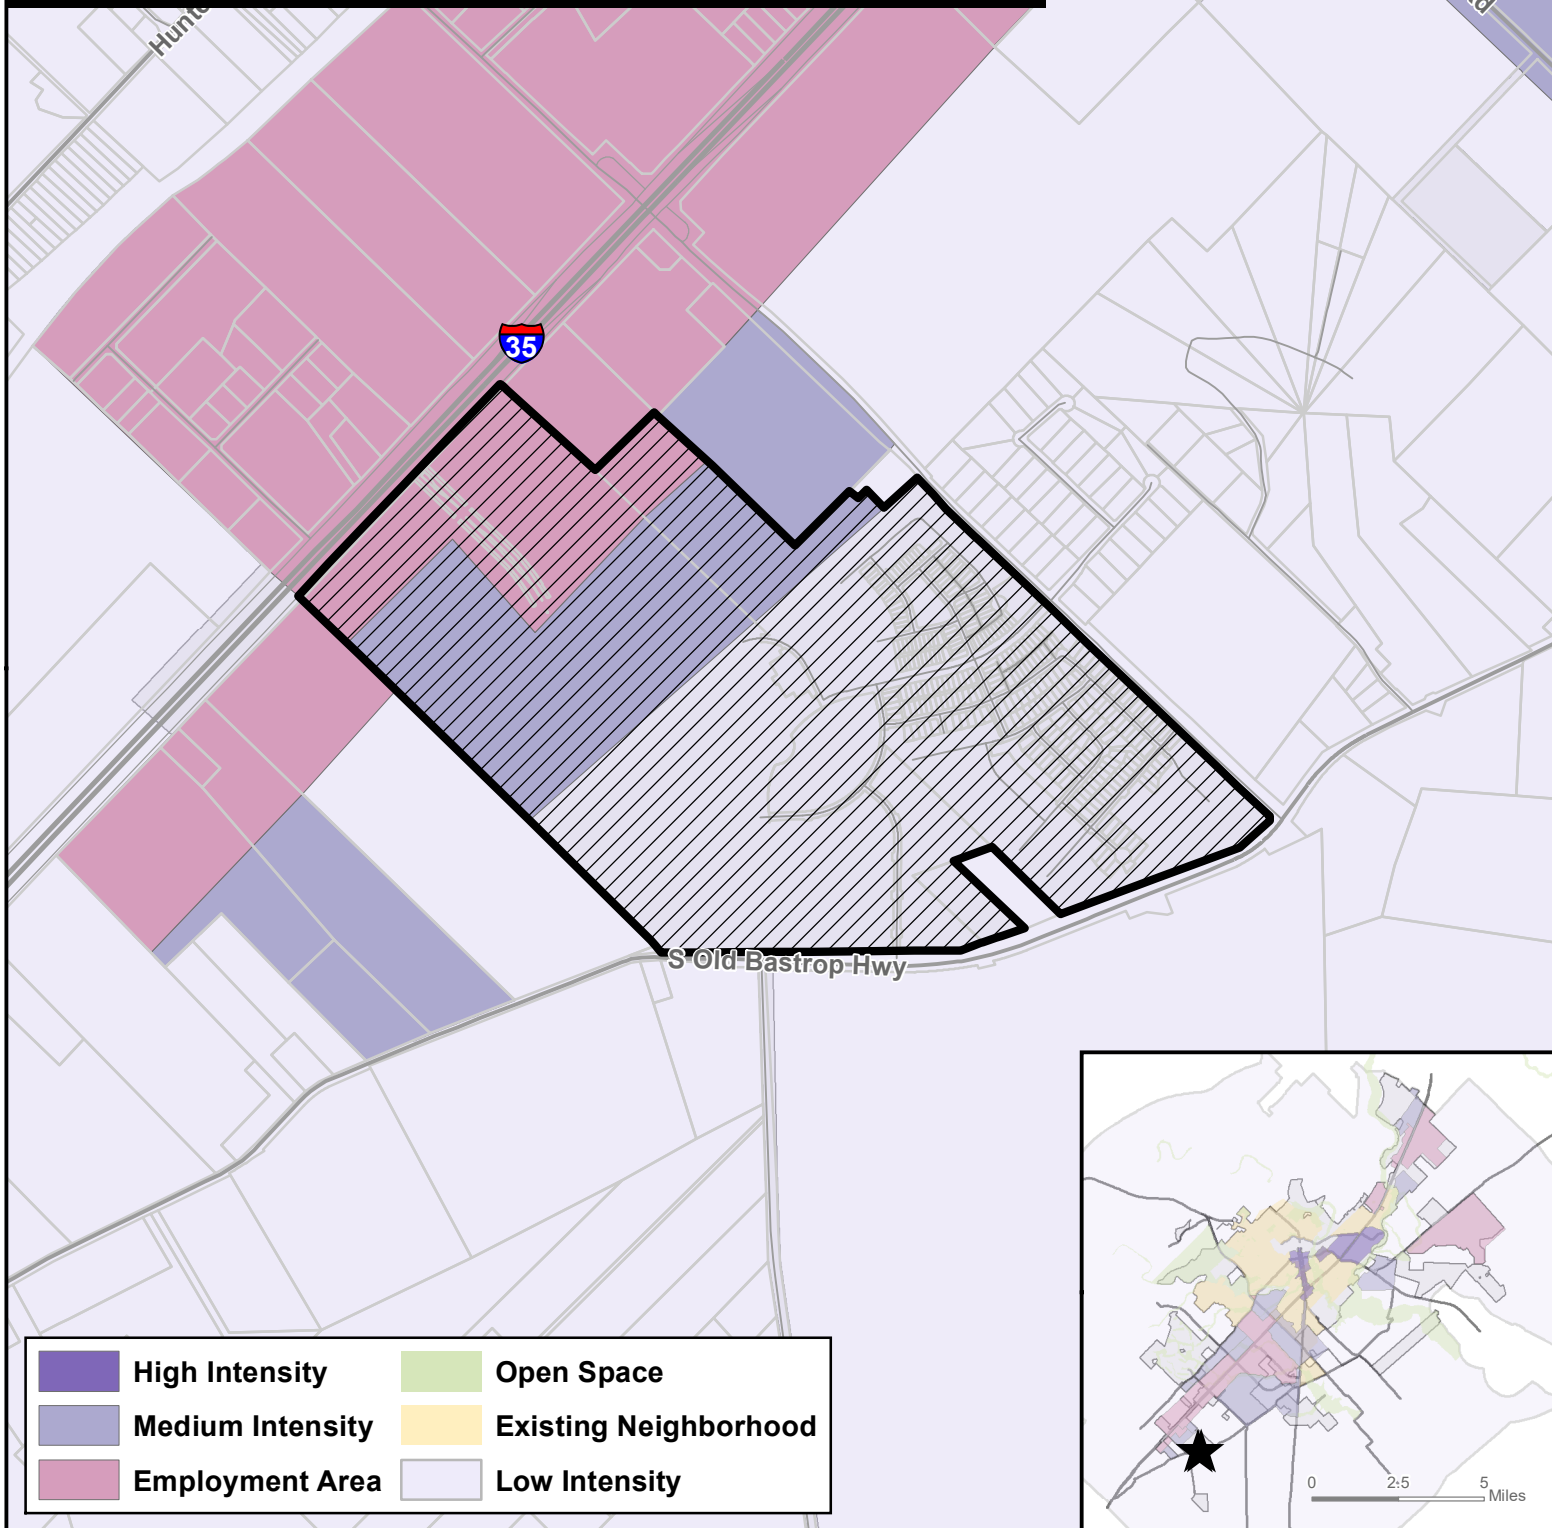 35
S Old Bastrop Hwy
High Intensity
Medium Intensity
Employment Area
Open Space
Existing Neighborhood
Low Intensity
0 2.5 5
Miles